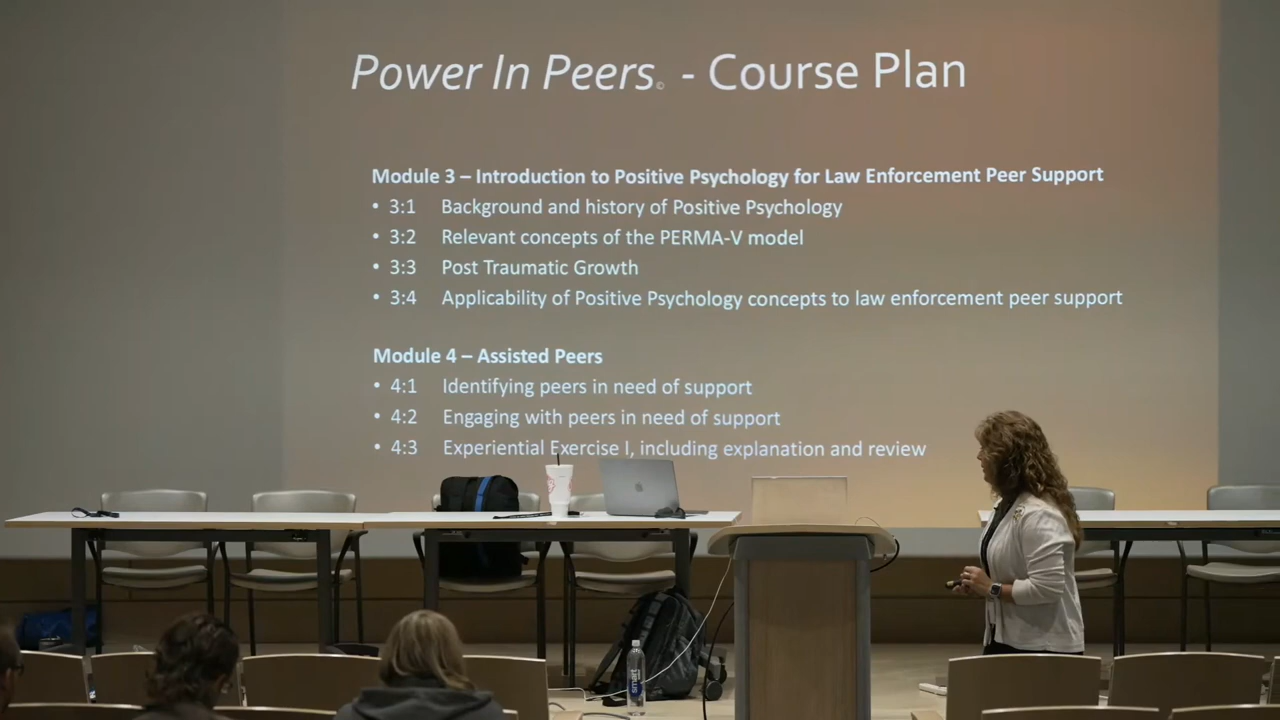 Power In Peers© - Course Plan
Module 3 – Introduction to Positive Psychology for Law Enforcement Peer Support
• 3:1 Background and history of Positive Psychology
• 3:2 Relevant concepts of the PERMA-V model
• 3:3 Post Traumatic Growth
• 3:4 Applicability of Positive Psychology concepts to law enforcement peer support
Module 4 – Assisted Peers
• 4:1 Identifying peers in need of support
• 4:2 Engaging with peers in need of support
• 4:3 Experiential Exercise I, including explanation and review
smart